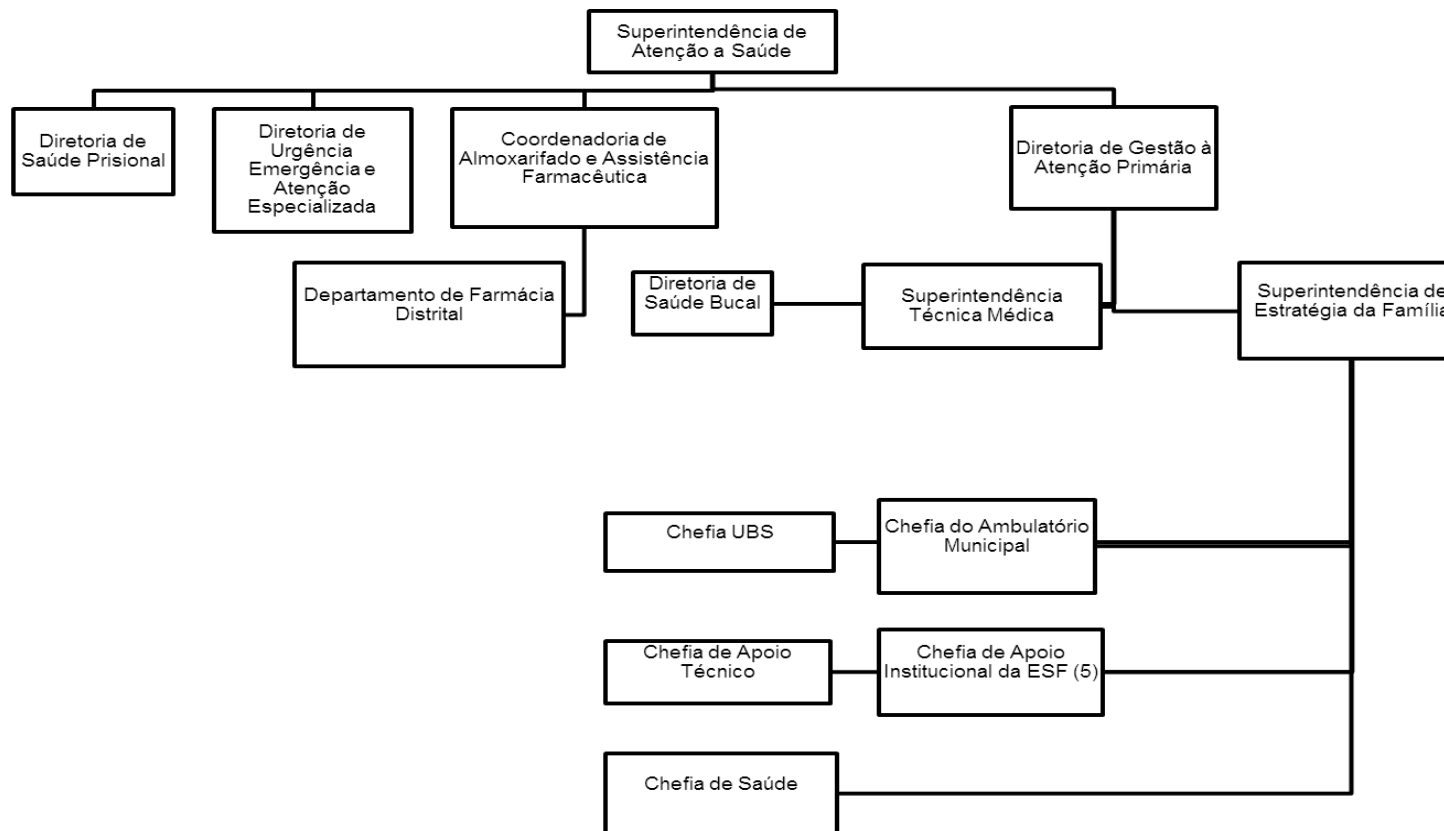 Superintendência de
Atenção a Saúde
Diretoria de
Saúde Prisional
Diretoria de
Urgência
Emergência e
Atenção
Especializada
Coordenadoria de
Almoxarifado e Assistência
Farmacêutica
Diretoria de Gestão à
Atenção Primária
Departamento de Farmácia
Distrital
Diretoria de
Saúde Bucal
Superintendência
Técnica Médica
Superintendência de
Estratégia da Família
Chefia UBS
Chefia do Ambulatório
Municipal
Chefia de Apoio
Técnico
Chefia de Apoio
Institucional da ESF (5)
Chefia de Saúde